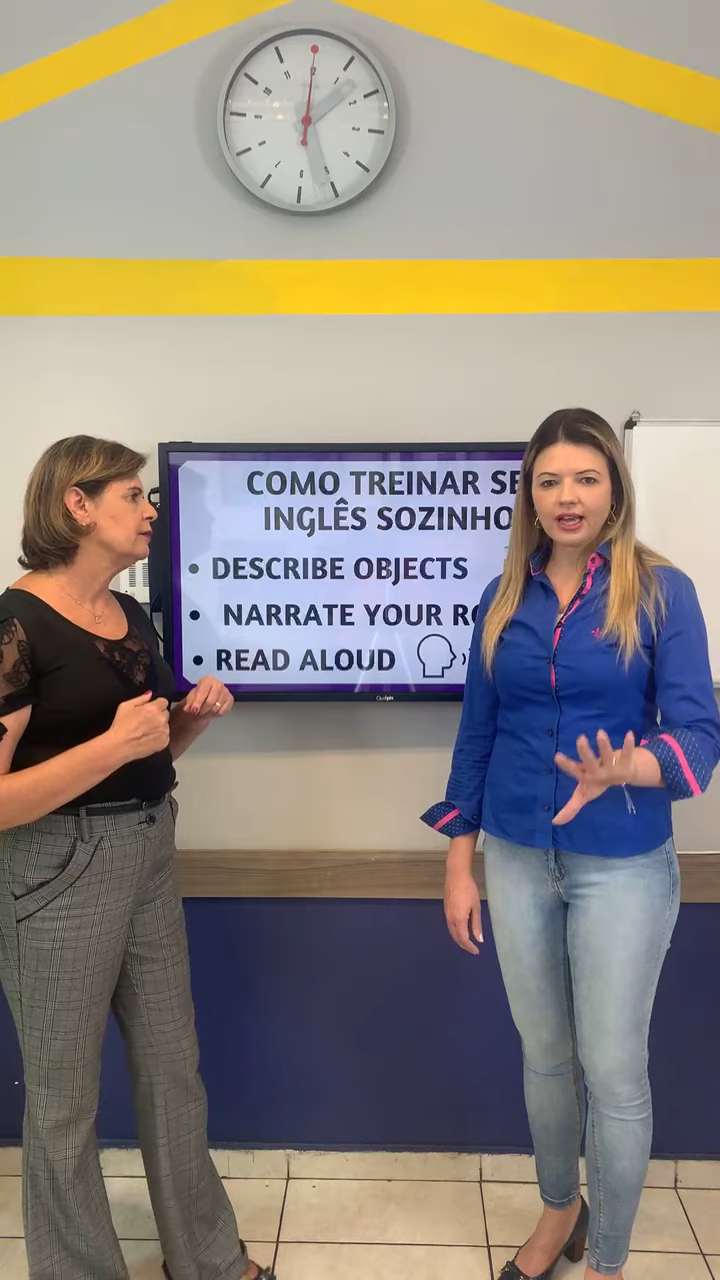 COMO TREINAR SE
INGLÊS SOZINHO
• DESCRIBE OBJECTS
• NARRATE YOUR RO
• READ ALOUD